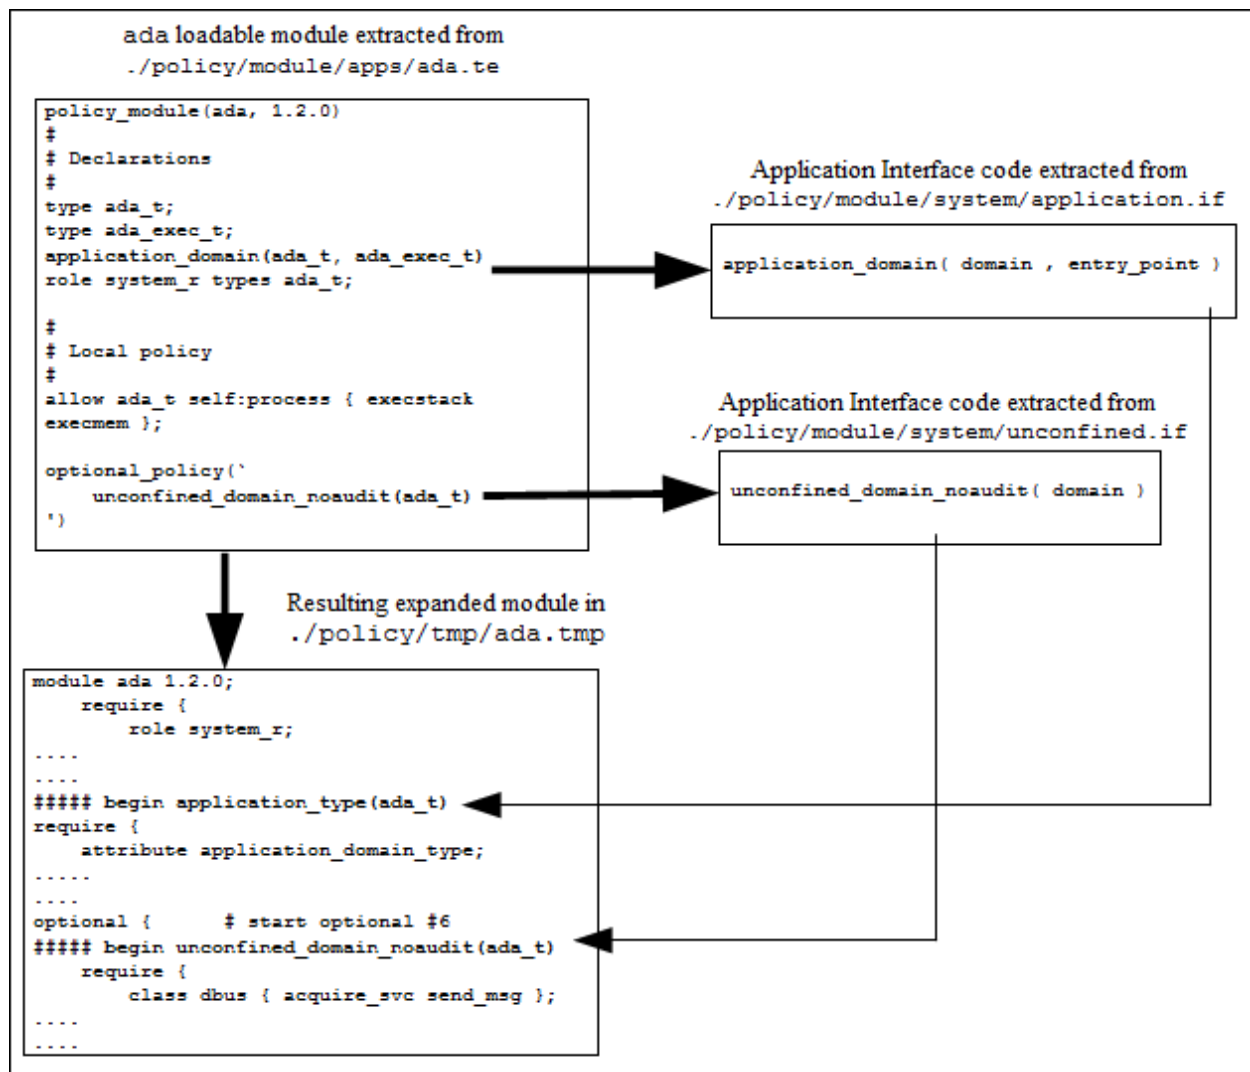 ada loadable module extracted from
./policy/module/apps/ada.te
policy_module(ada, 1.2.0)
#
# Declarations
#
type ada_t;
type ada_exec_t;
application_domain(ada_t, ada_exec_t)
role system_r types ada_t;
#
# Local policy
#
allow ada_t self:process { execstack
execmem };
optional_policy(`
unconfined_domain_noaudit(ada_t)
')
Application Interface code extracted from
./policy/module/system/application.if
application_domain( domain , entry_point )
Application Interface code extracted from
./policy/module/system/unconfined.if
unconfined_domain_noaudit( domain )
Resulting expanded module in
./policy/tmp/ada.tmp
module ada 1.2.0;
require {
role system_r;
....
....
##### begin application_type(ada_t)
require {
attribute application_domain_type;
.....
....
optional { # start optional #6
##### begin unconfined_domain_noaudit(ada_t)
require {
class dbus { acquire_svc send_msg };
....
....